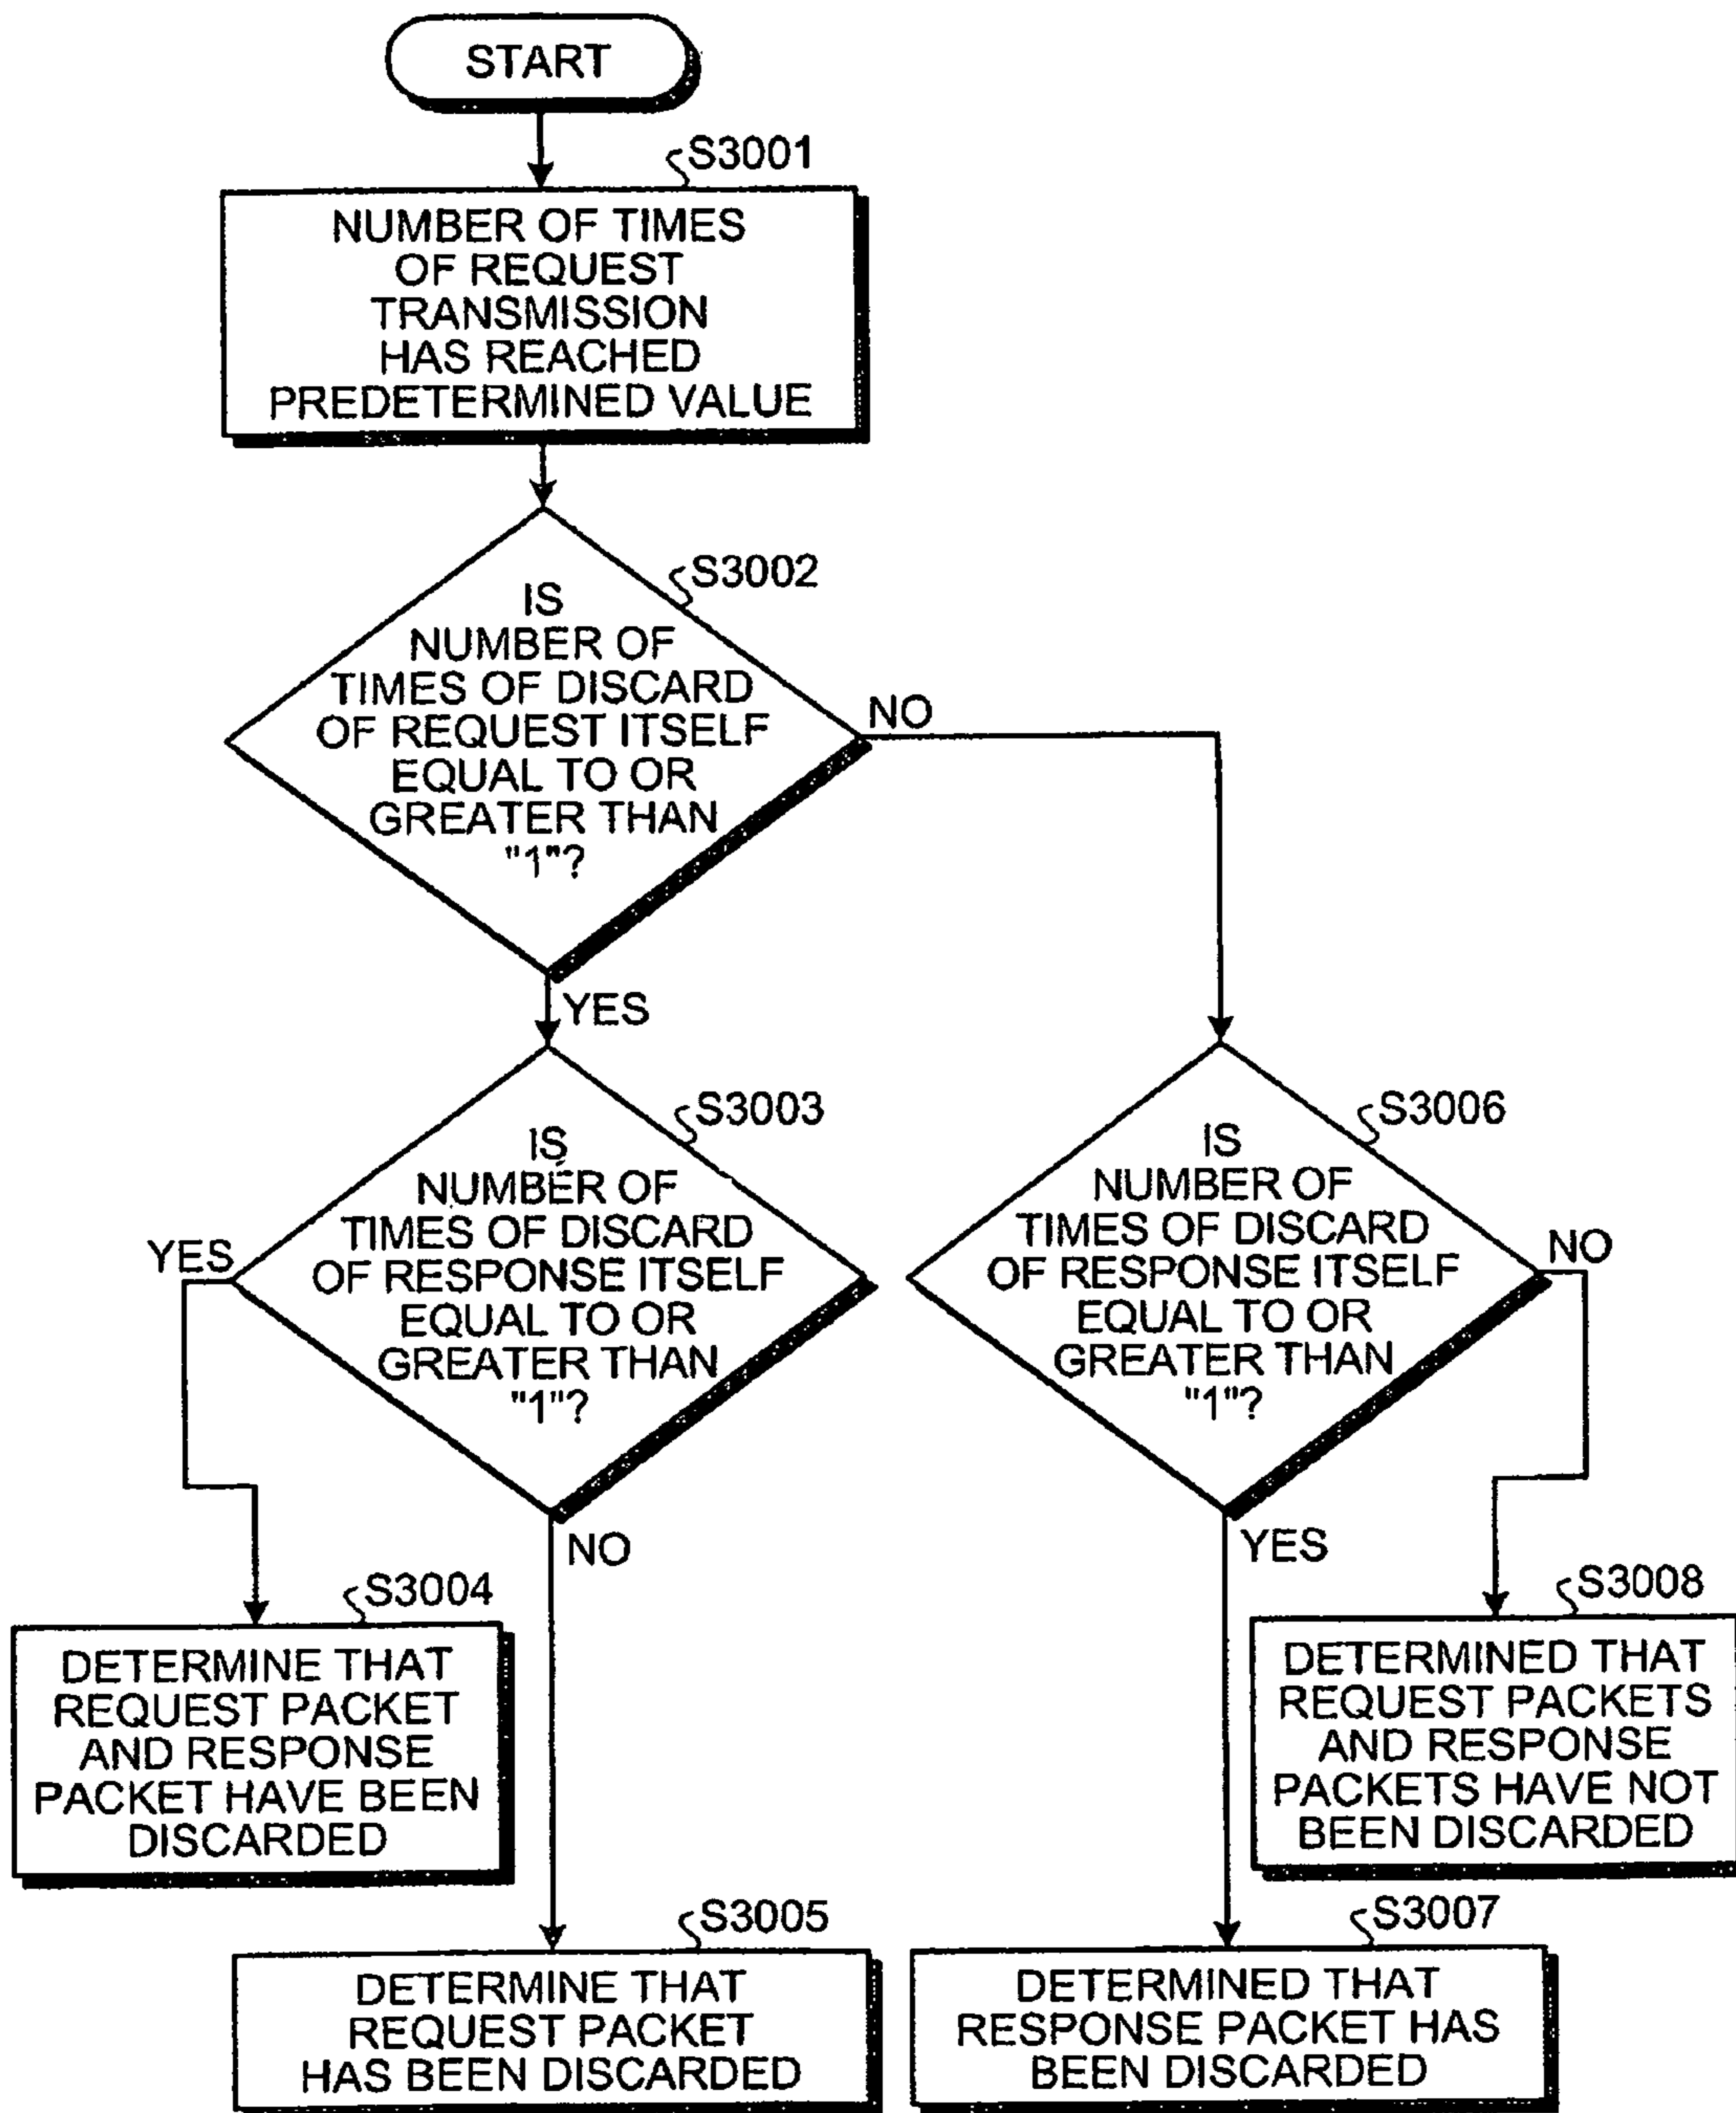 START
S3001
NUMBER OF TIMES
OF REQUEST
TRANSMISSION
HAS REACHED
PREDETERMINED VALUE
S3002
IS
NUMBER OF
TIMES OF DISCARD
OF REQUEST ITSELF
EQUAL TO OR
GREATER THAN
"1"?
NO
YES
S3003
IS
NUMBER OF
TIMES OF DISCARD
OF RESPONSE ITSELF
EQUAL TO OR
GREATER THAN
"1"?
YES
NO
S3006
IS
NUMBER OF
TIMES OF DISCARD
OF RESPONSE ITSELF
EQUAL TO OR
GREATER THAN
"1"?
NO
YES
S3004
DETERMINE THAT
REQUEST PACKET
AND RESPONSE
PACKET HAVE BEEN
DISCARDED
S3008
DETERMINED THAT
REQUEST PACKETS
AND RESPONSE
PACKETS HAVE NOT
BEEN DISCARDED
S3005
DETERMINE THAT
REQUEST PACKET
HAS BEEN DISCARDED
S3007
DETERMINED THAT
RESPONSE PACKET HAS
BEEN DISCARDED